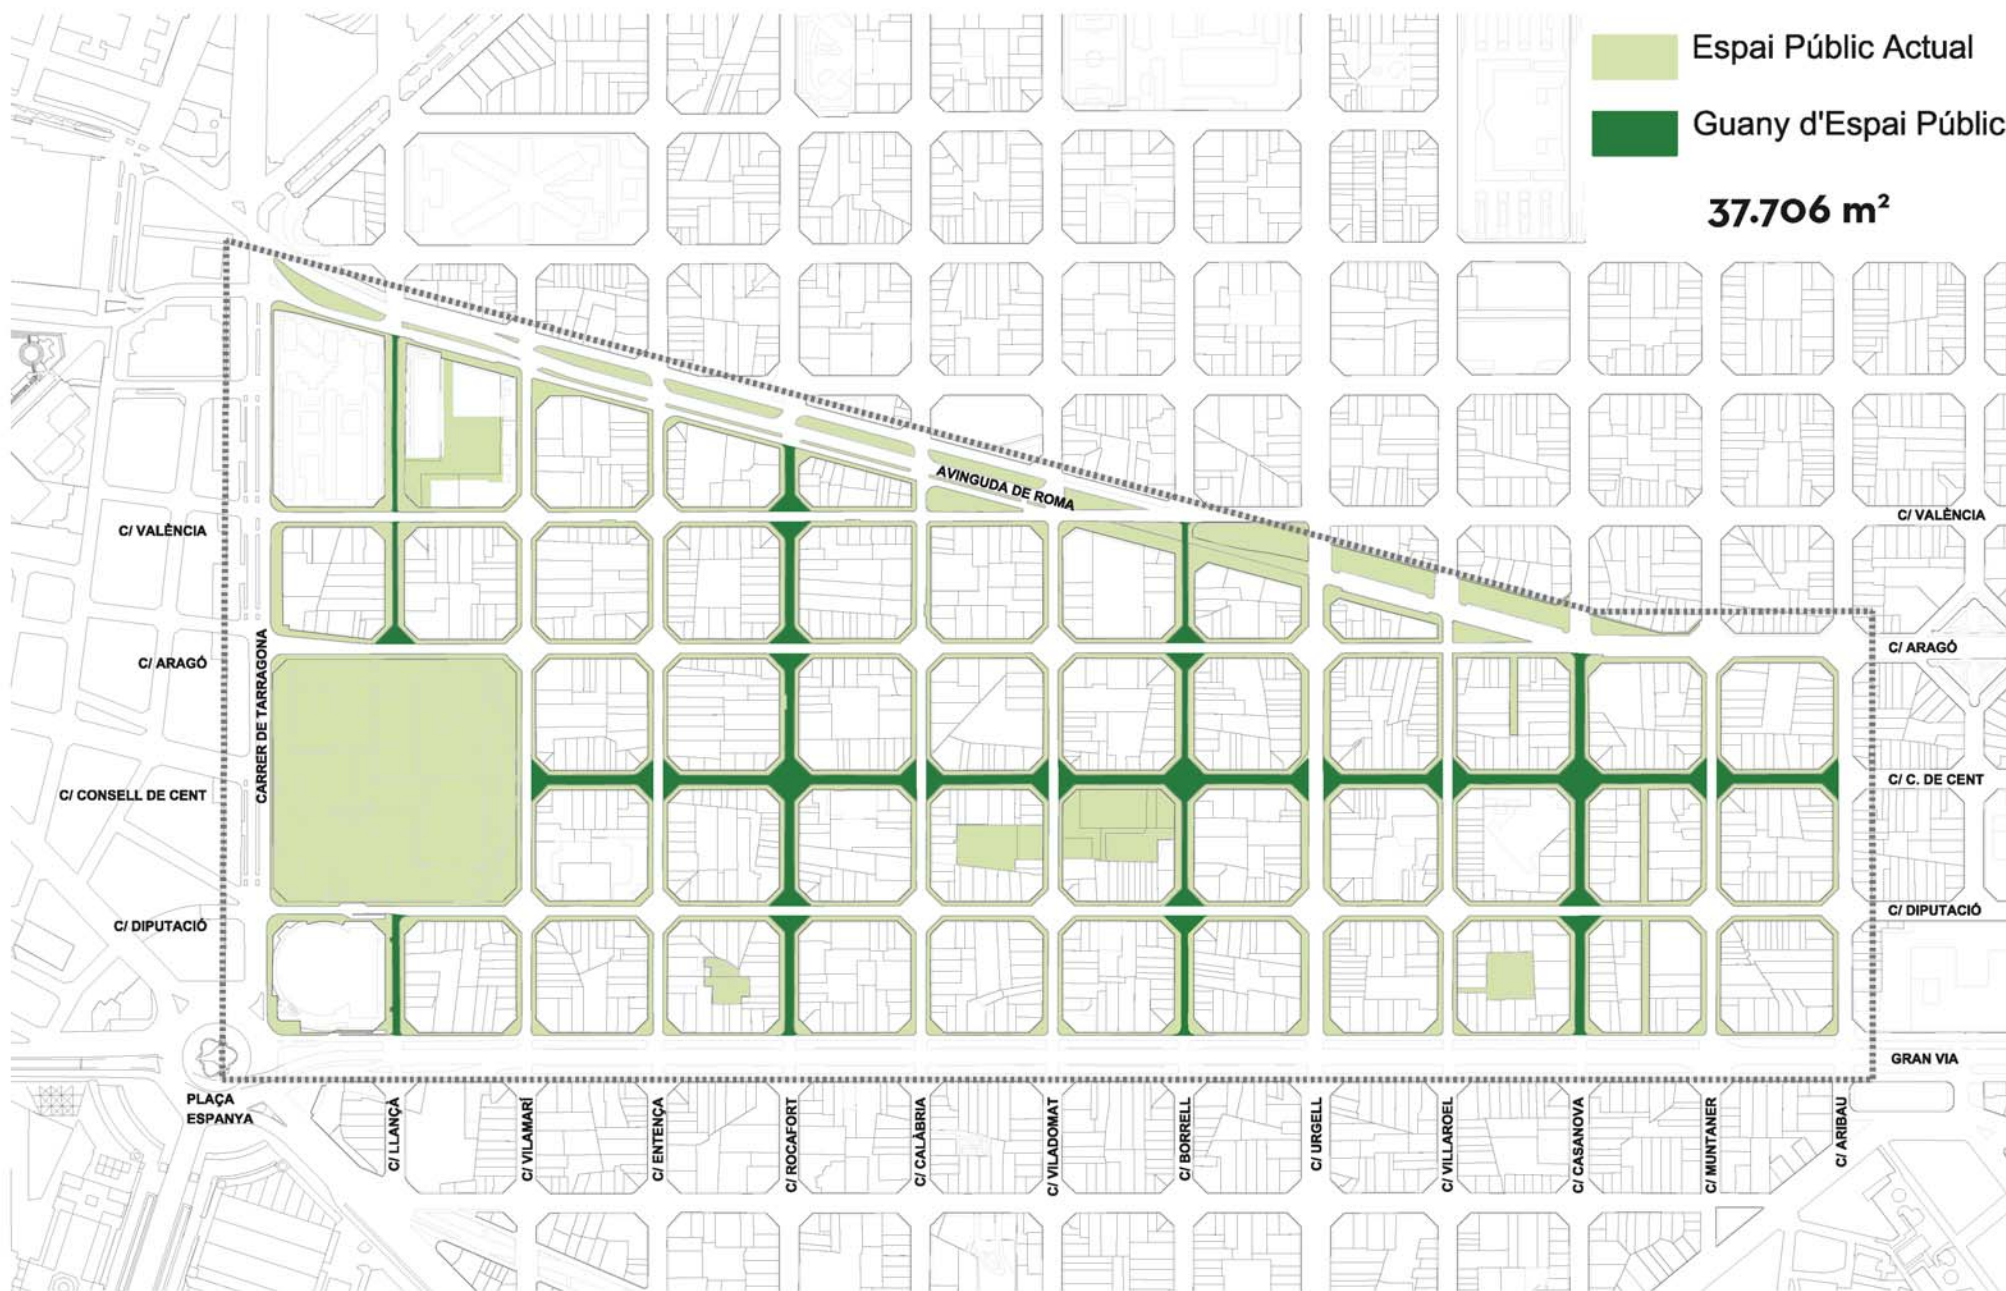 Espai Públic Actual
Guany d'Espai Públic
37.706 m²
AVINGUDA DE ROMA
C/ VALÈNCIA
C/ VALÈNCIA
C/ ARAGÓ
CARRER DE TARRAGONA
C/ ARAGÓ
C/ CONSELL DE CENT
C/ C. DE CENT
C/ DIPUTACIÓ
C/ DIPUTACIÓ
GRAN VIA
PLAÇA
ESPANYA
C/ LLANÇÀ
C/ VILAMARÍ
C/ ENTENÇA
C/ ROCAFORT
C/ CALÀBRIA
C/ VILADOMAT
C/ BORRELL
C/ URGELL
C/ VILLAROEL
C/ CASANOVA
C/ MUNTANER
C/ ARIBAU